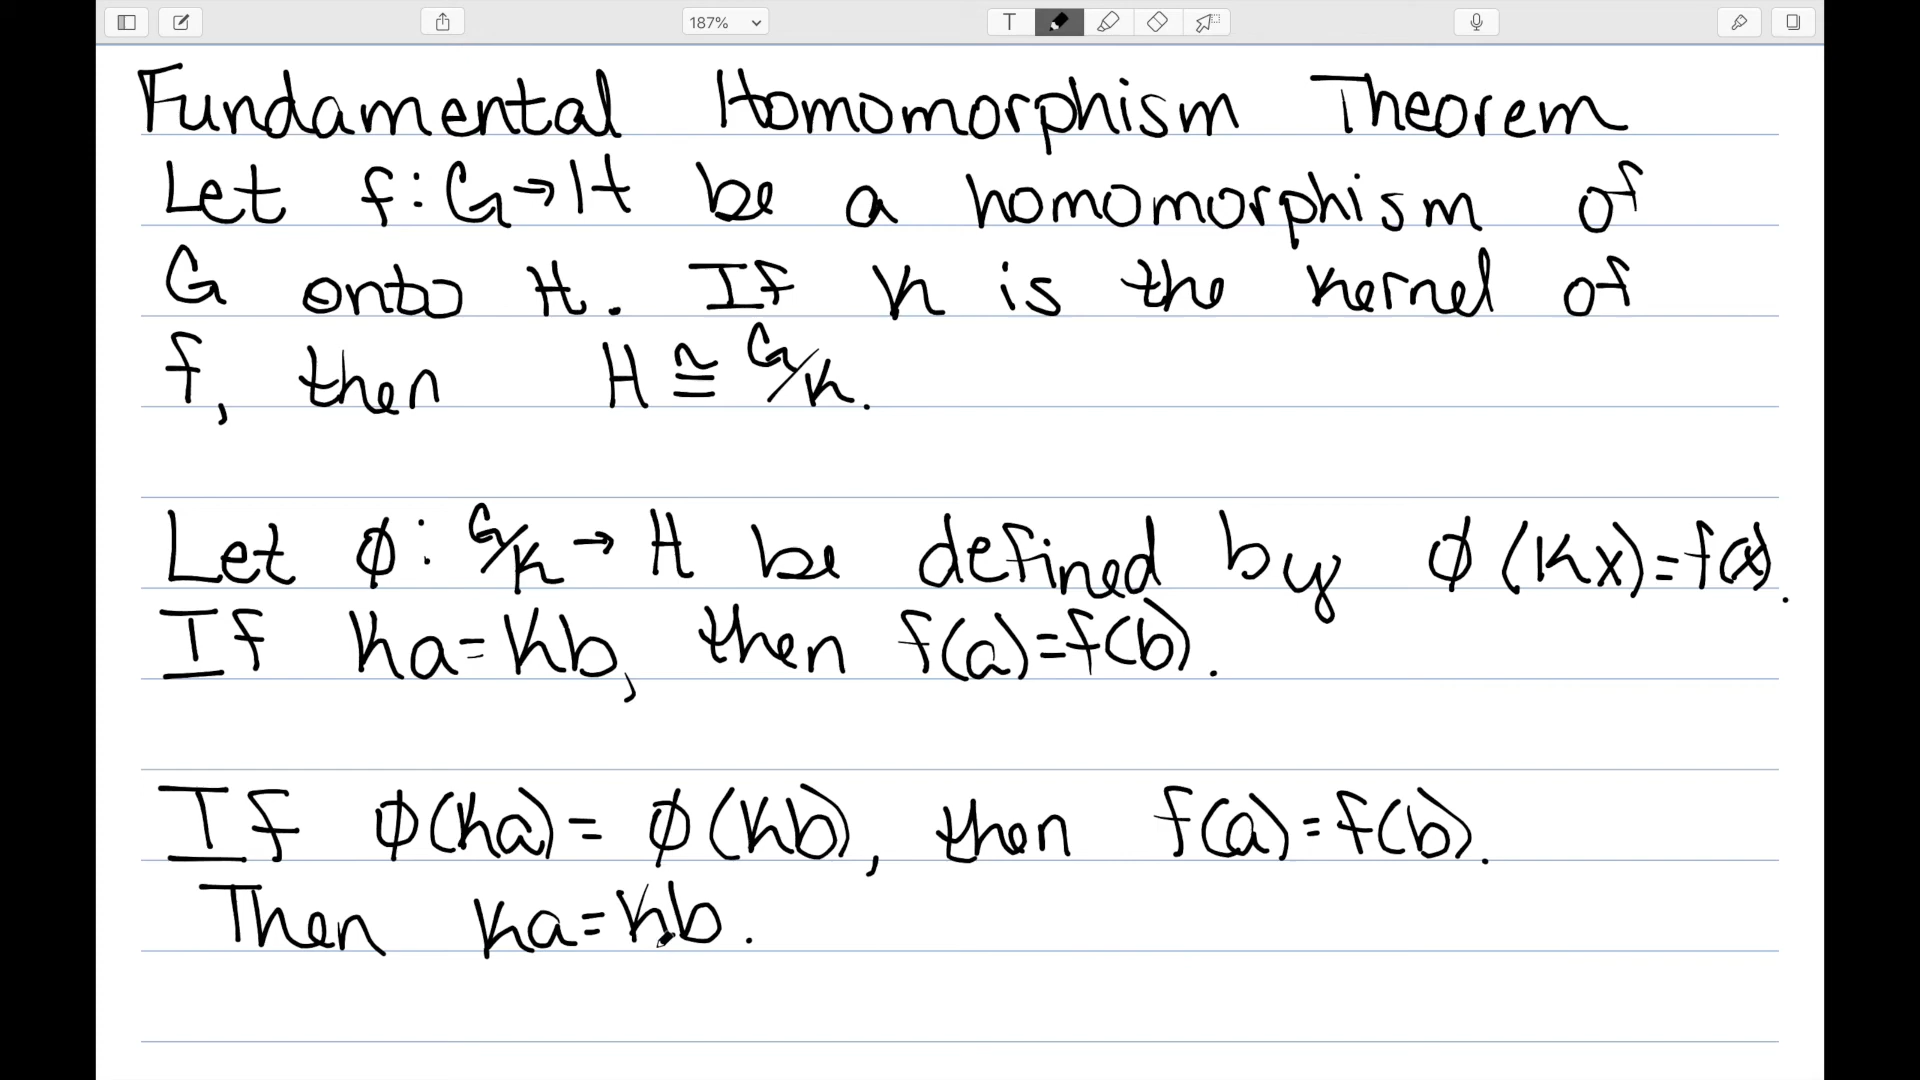 187%
T
Fundamental Homomorphism Theorem
Let f:G→H be a homomorphism of
G onto H. If K is the kernel of
f, then H ≅ G/K.
Let ϕ: G/K → H be defined by ϕ(Kx)=f(x).
If Ka=Kb, then f(a)=f(b).
If ϕ(Ka)= ϕ(Kb), then f(a)=f(b).
Then Ka=Kb.